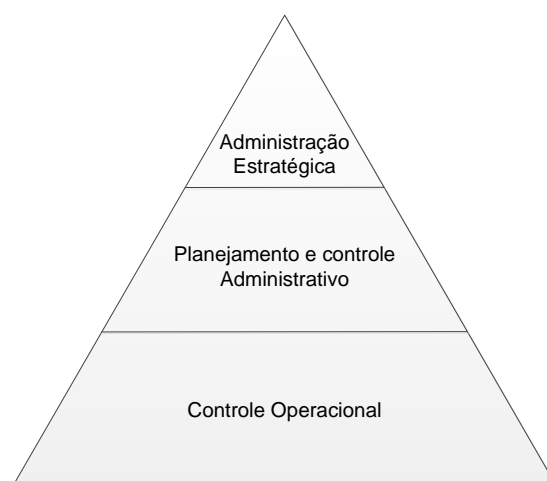 Administração
Estratégica
Planejamento e controle
Administrativo
Controle Operacional